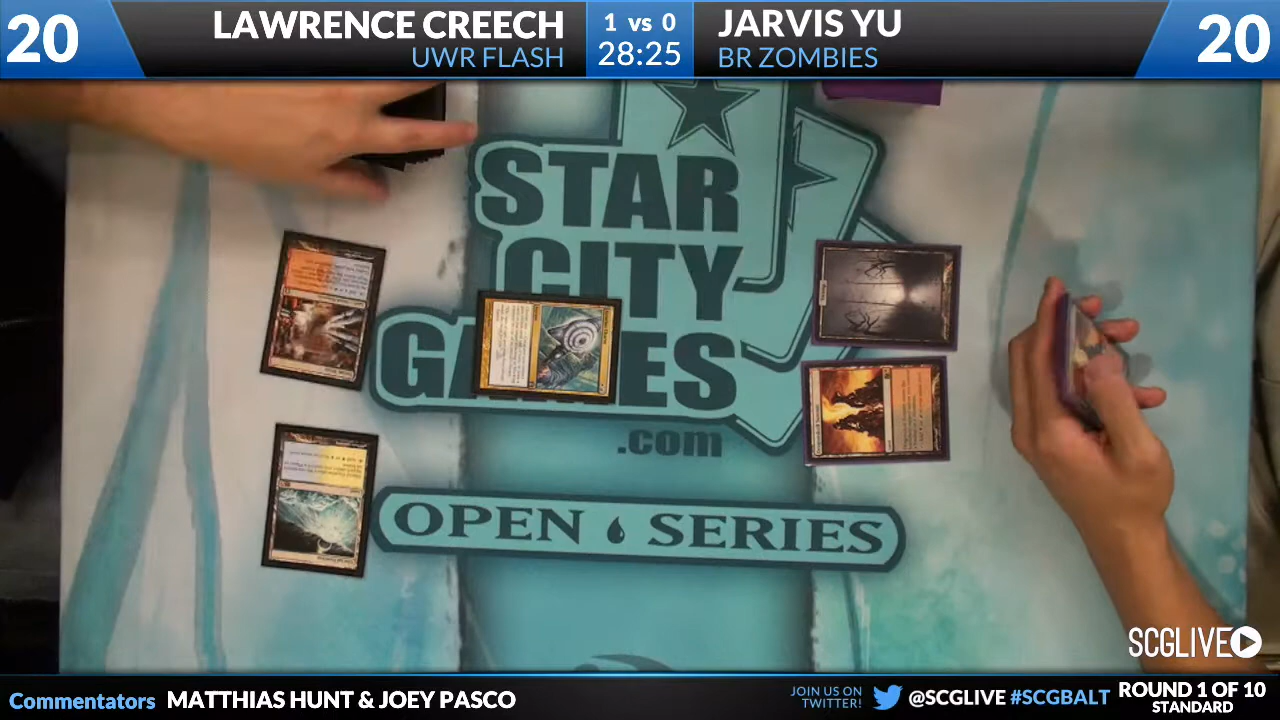 20
LAWRENCE CREECH
UWR FLASH
1 vs 0
28:25
JARVIS YU
BR ZOMBIES
20
STAR
CITY
GAMES
.com
OPEN SERIES
SCGLIVE
Commentators MATTHIAS HUNT & JOEY PASCO
JOIN US ON
TWITTER!
@SCGLIVE #SCGBALT
ROUND 1 OF 10
STANDARD